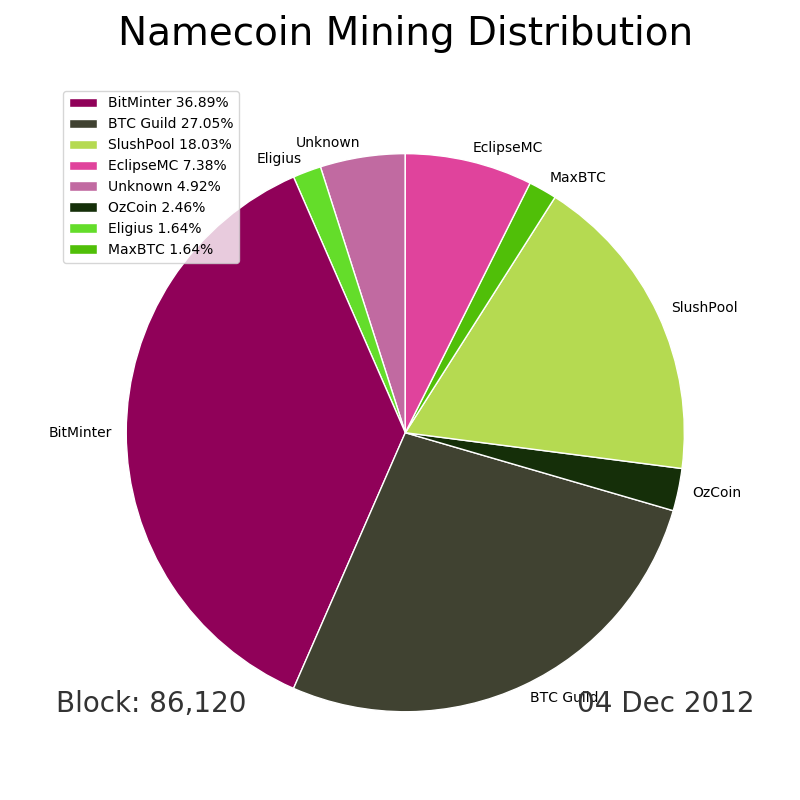 Namecoin Mining Distribution
BitMinter 36.89%
BTC Guild 27.05%
SlushPool 18.03%
EclipseMC 7.38%
Unknown 4.92%
OzCoin 2.46%
Eligius 1.64%
MaxBTC 1.64%
Unknown
EclipseMC
Eligius
MaxBTC
SlushPool
BitMinter
OzCoin
BTC Guild
Block: 86,120
04 Dec 2012